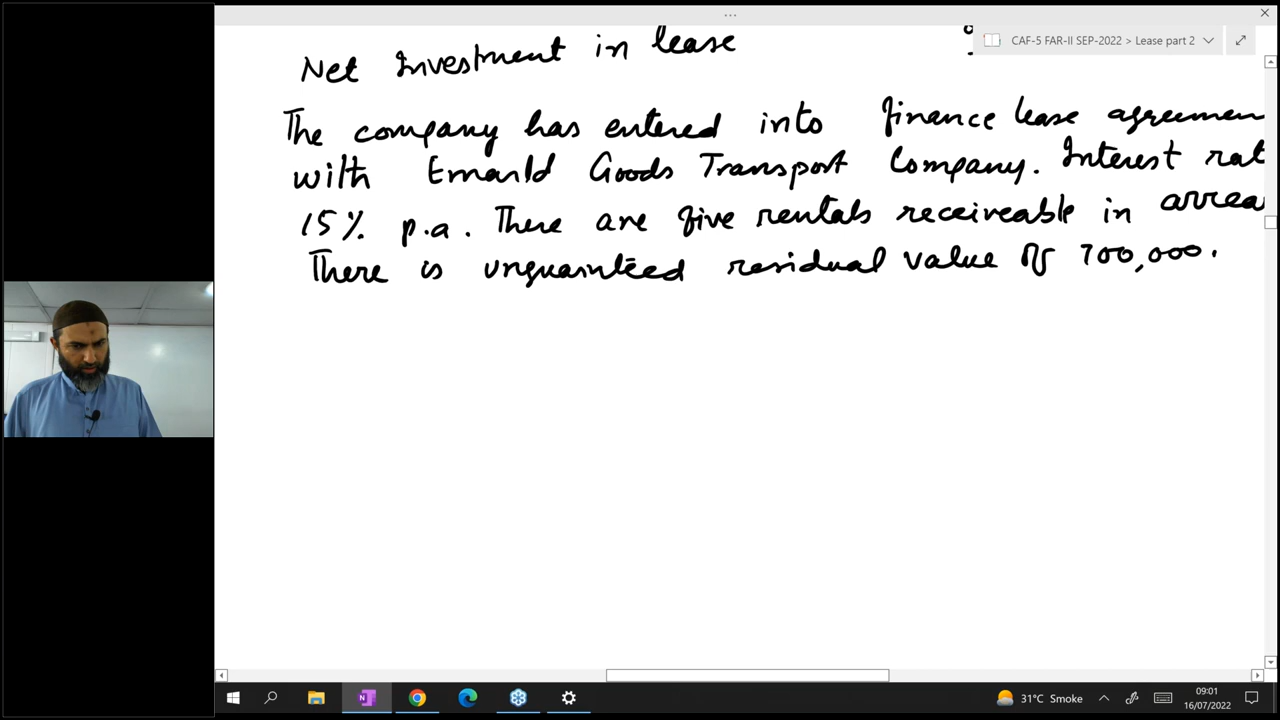 CAF-5 FAR-II SEP-2022 > Lease part 2
Net Investment in lease
The company has entered into finance lease agreemen
with Emarld Goods Transport Company. Interest rat
15% p.a. There are five rentals receiveable in arrea
There is unguainteed residual value of 700,000.
31°C Smoke
09:01
16/07/2022